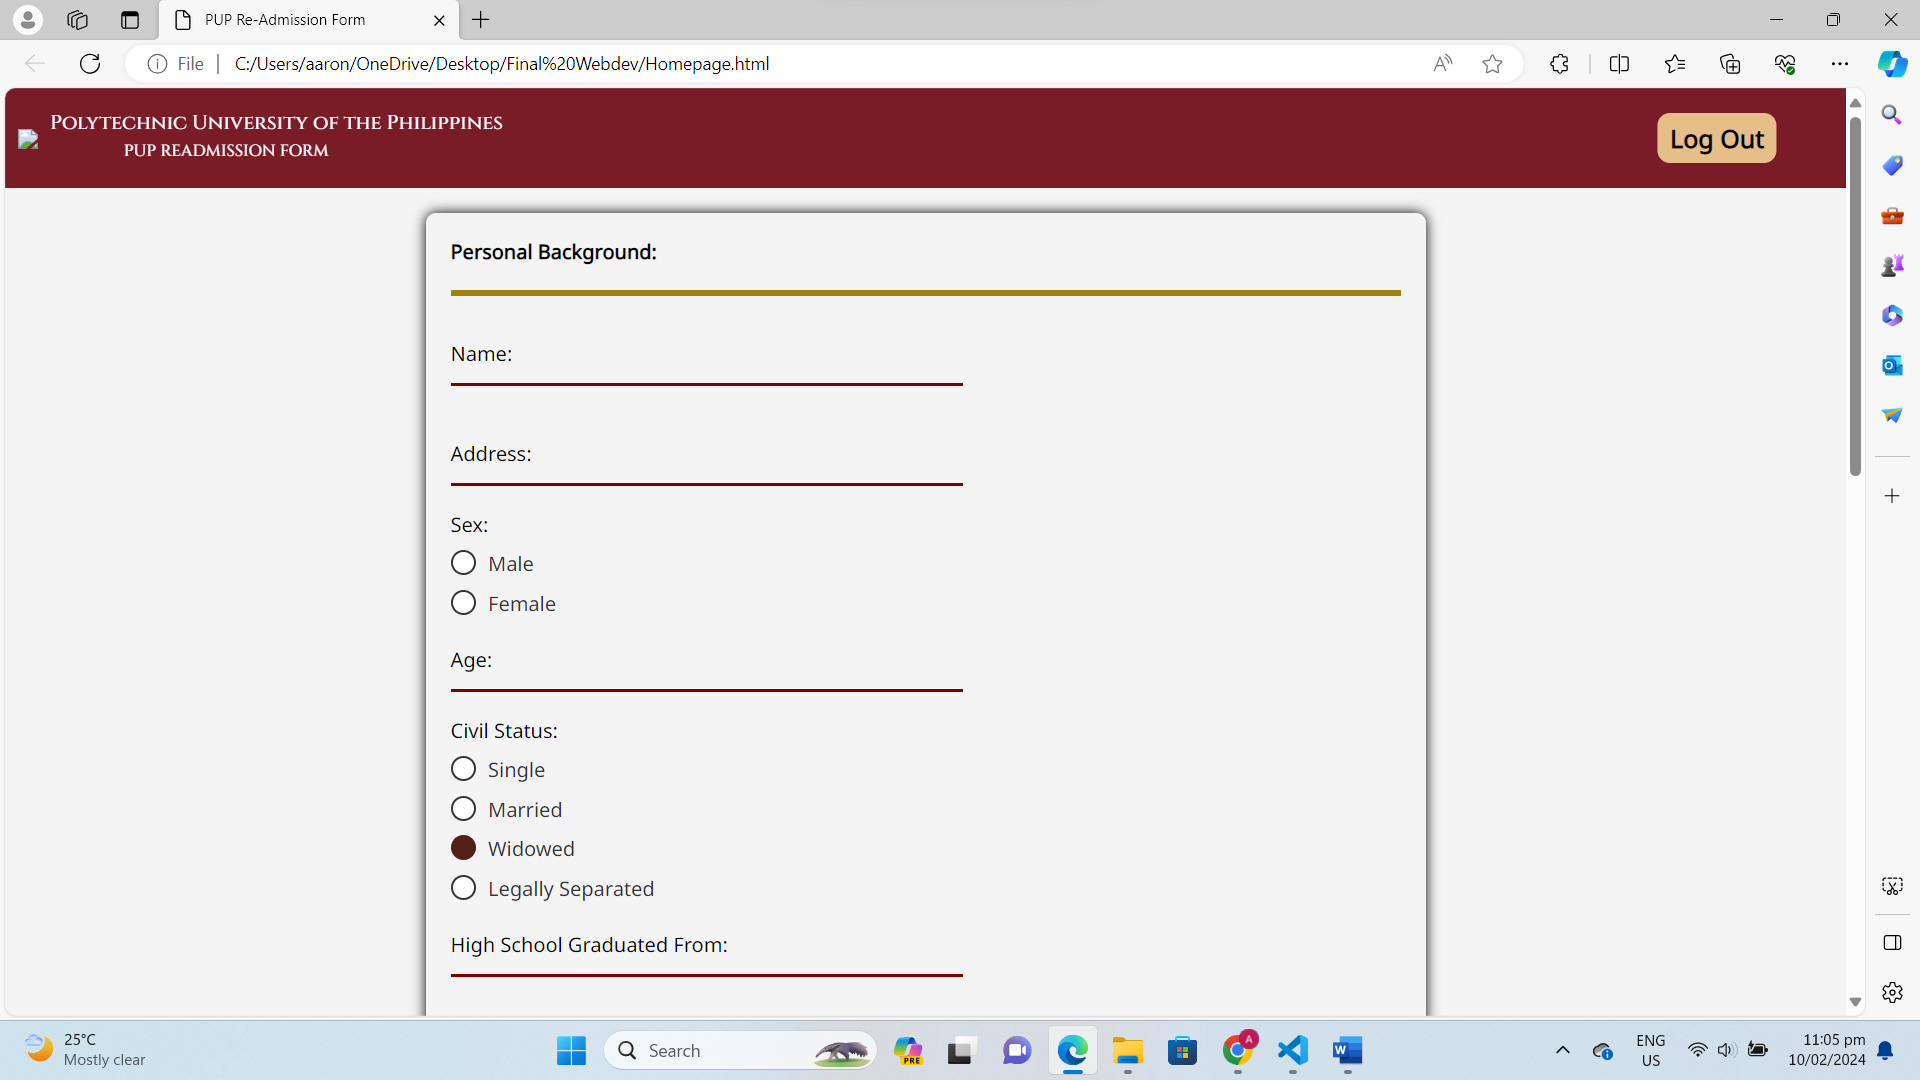 PUP Re-Admission Form
File
C:/Users/aaron/OneDrive/Desktop/Final%20Webdev/Homepage.html
Polytechnic University of the Philippines
PUP READMISSION FORM
Log Out
Personal Background:
Name:
Address:
Sex:
Male
Female
Age:
Civil Status:
Single
Married
Widowed
Legally Separated
High School Graduated From:
25°C
Mostly clear
Search
PRE
A
W
ENG
US
11:05 pm
10/02/2024